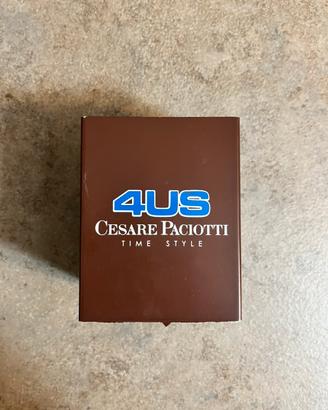 4US
CESARE PACIOTTI
TIME STYLE